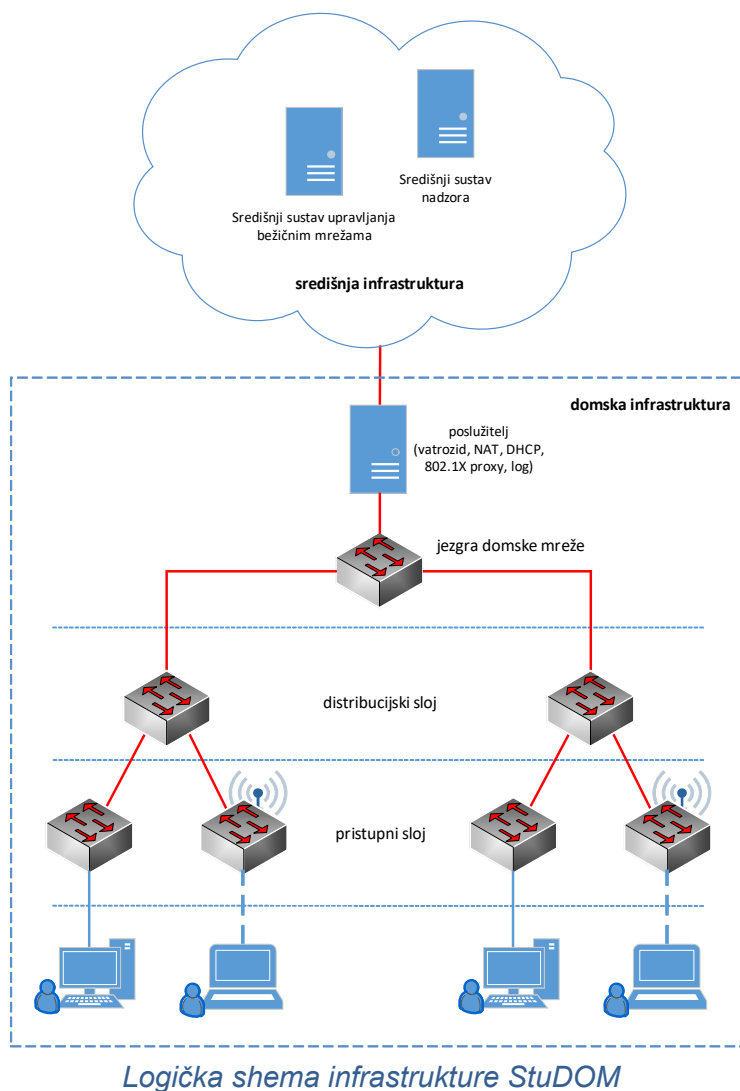 Središnji sustav
nadzora
Središnji sustav upravljanja
bežičnim mrežama
središnja infrastruktura
domska infrastruktura
poslužitelj
(vatrozid, NAT, DHCP,
802.1X proxy, log)
jezgra domske mreže
distribucijski sloj
pristupni sloj
Logička shema infrastrukture StuDOM